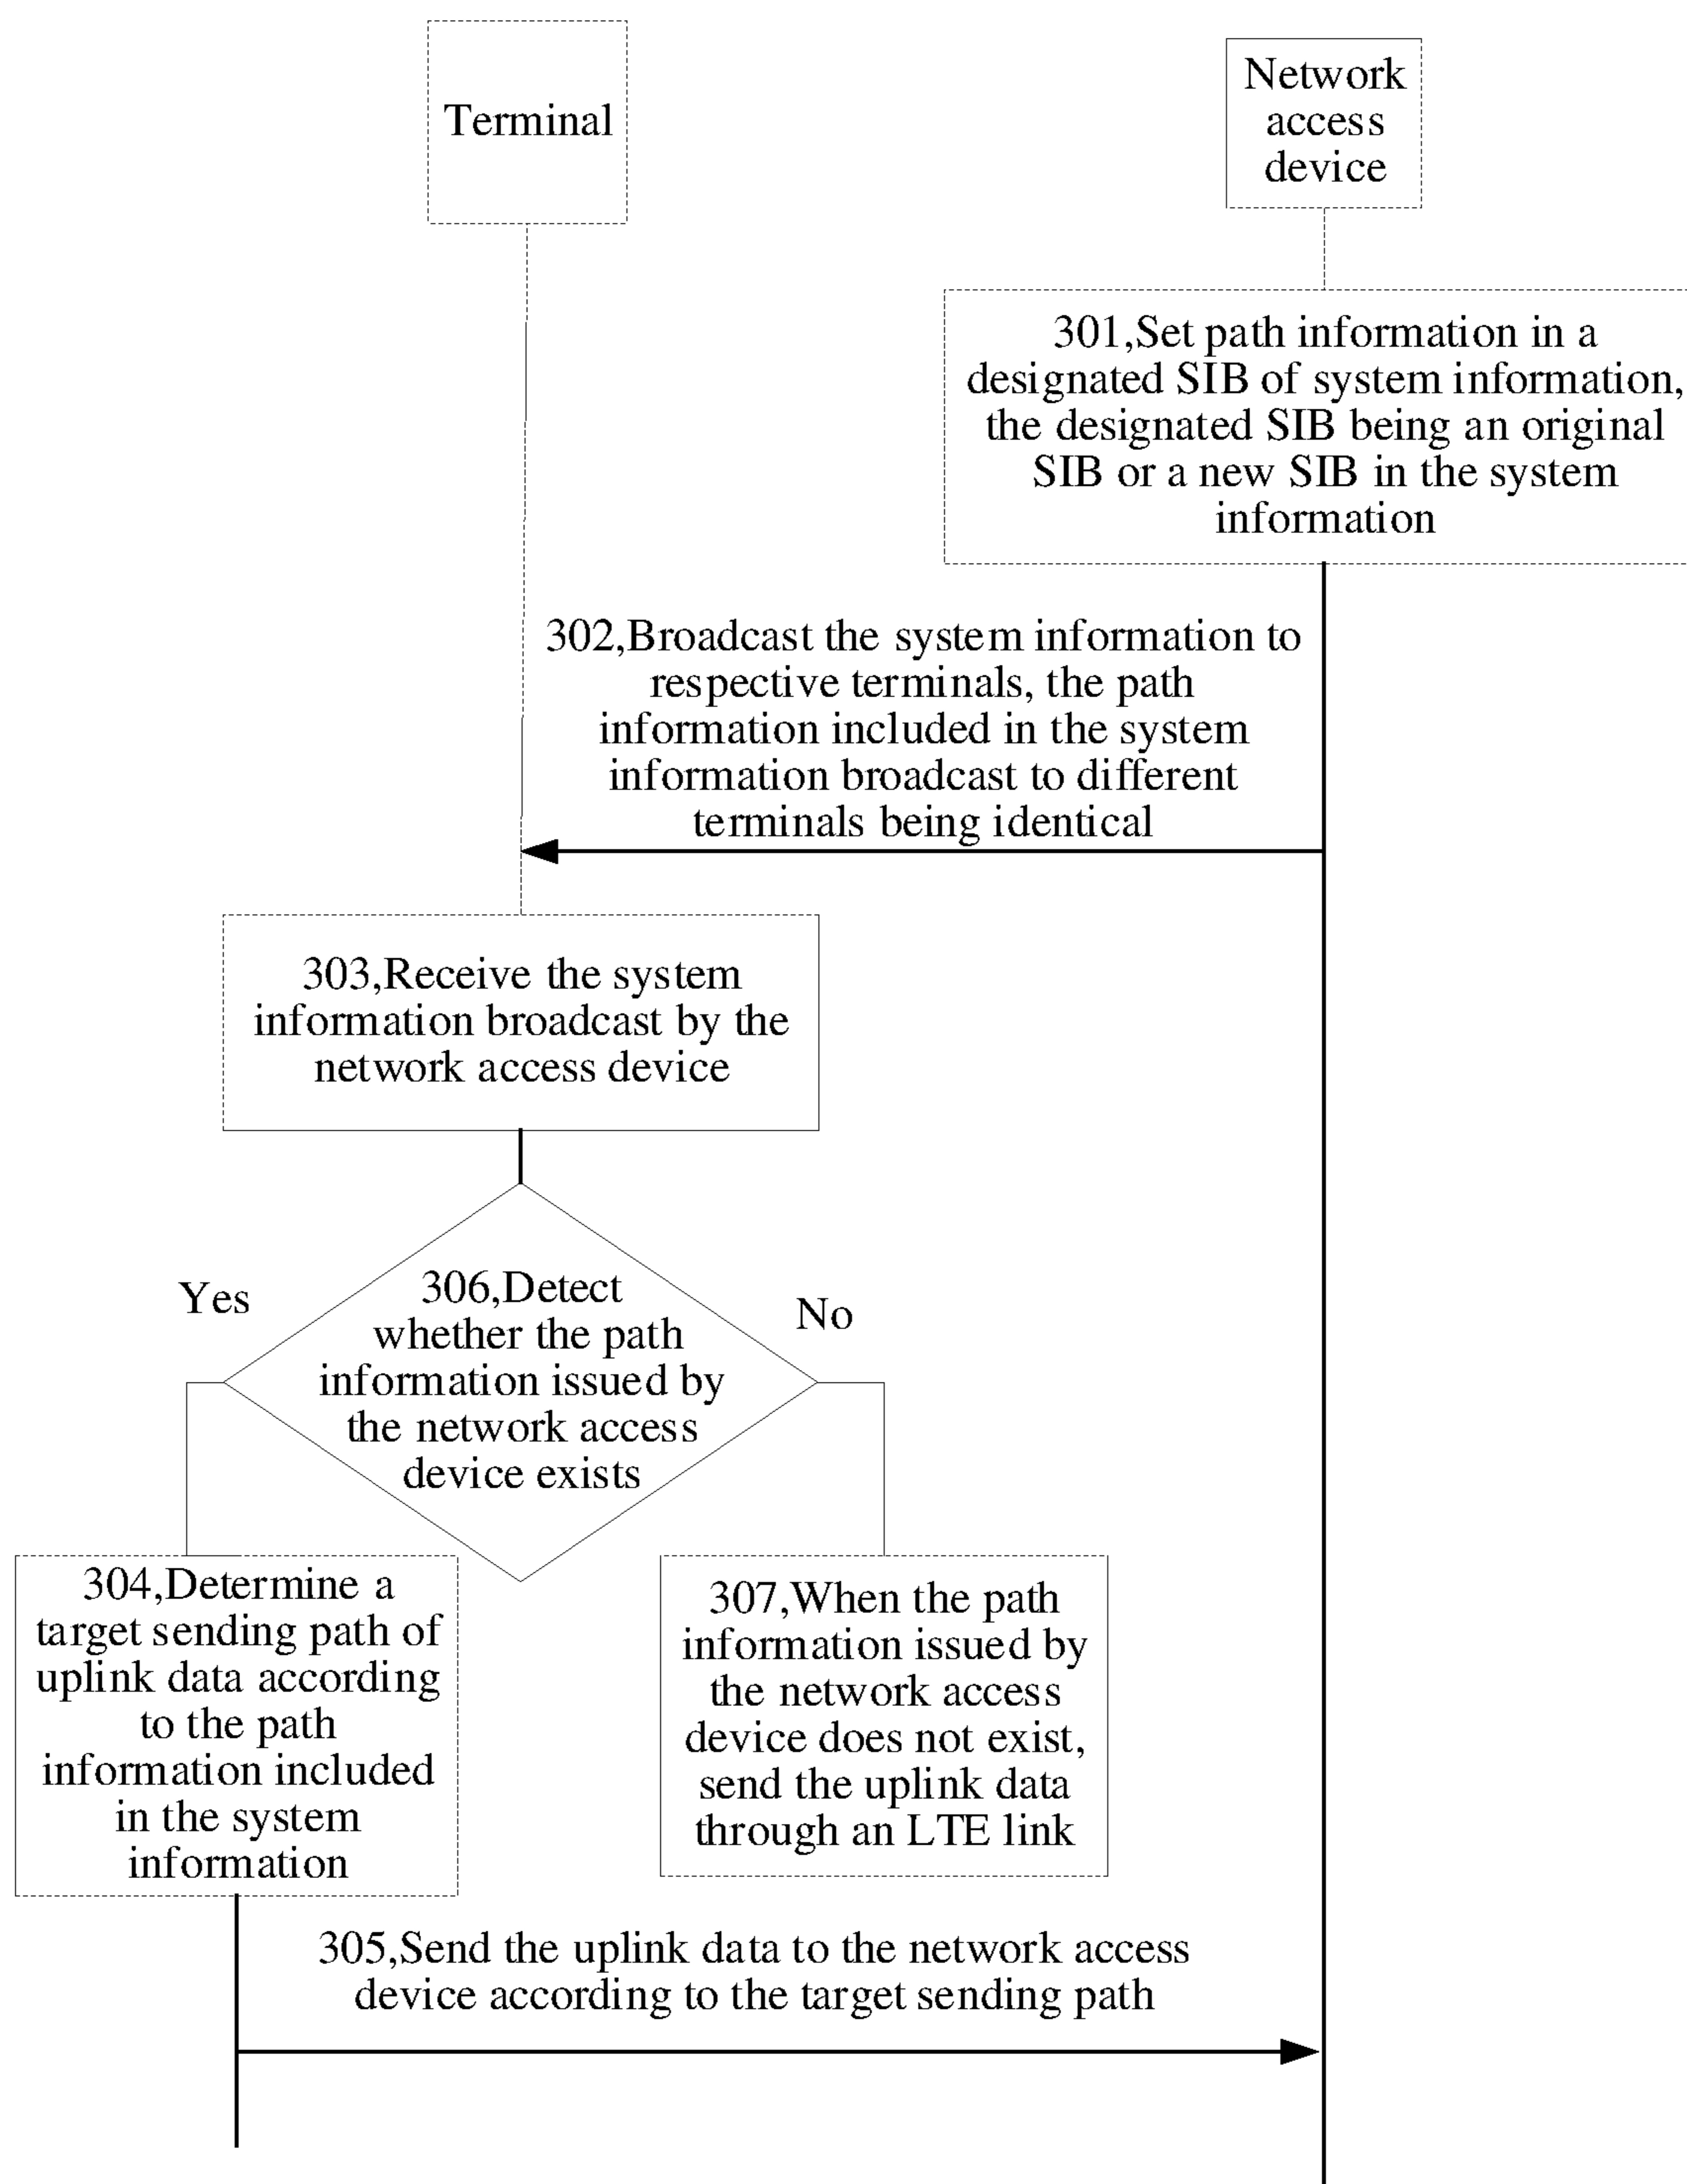 Terminal
Network
access
device
301,Set path information in a
designated SIB of system information,
the designated SIB being an original
SIB or a new SIB in the system
information
302,Broadcast the system information to
respective terminals, the path
information included in the system
information broadcast to different
terminals being identical
303,Receive the system
information broadcast by the
network access device
Yes
No
306,Detect
whether the path
information issued by
the network access
device exists
304,Determine a
target sending path of
uplink data according
to the path
information included
in the system
information
307,When the path
information issued by
the network access
device does not exist,
send the uplink data
through an LTE link
305,Send the uplink data to the network access
device according to the target sending path